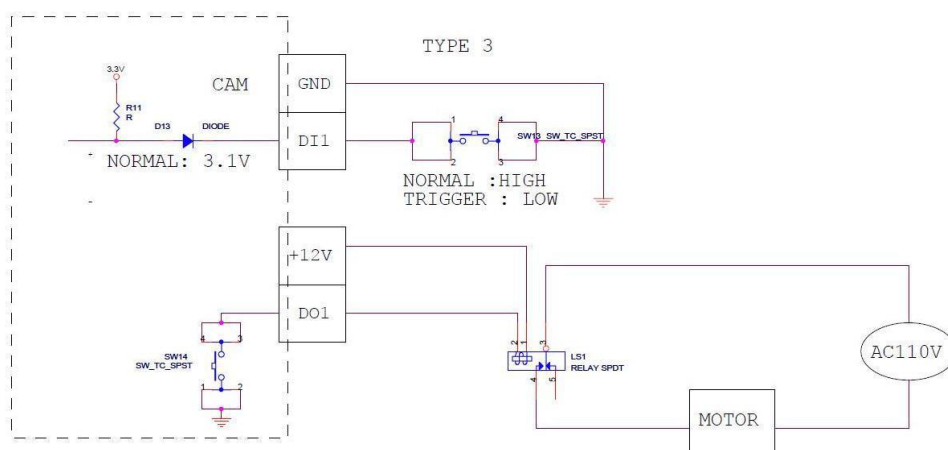 TYPE 3
3.3V
CAM
GND
R11
R
D13
DIODE
DI1
1
4
SW13 SW_TC_SPST
+
NORMAL: 3.1V
2
3
-
NORMAL :HIGH
TRIGGER : LOW
+12V
DO1
4
3
SW14
SW_TC_SPST
1
2
2
1
3
LS1
RELAY SPDT
4
5
AC110V
MOTOR